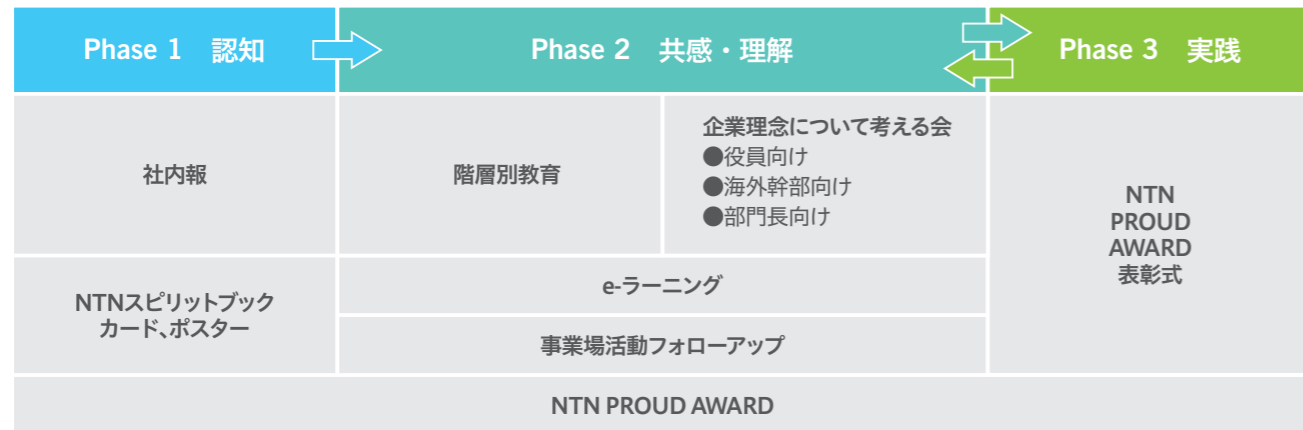 Phase 1 認知
Phase 2 共感・理解
Phase 3 実践
社内報
階層別教育
企業理念について考える会
●役員向け
●海外幹部向け
●部門長向け
NTN
PROUD
AWARD
表彰式
NTNスピリットブック
カード、ポスター
e-ラーニング
事業場活動フォローアップ
NTN PROUD AWARD